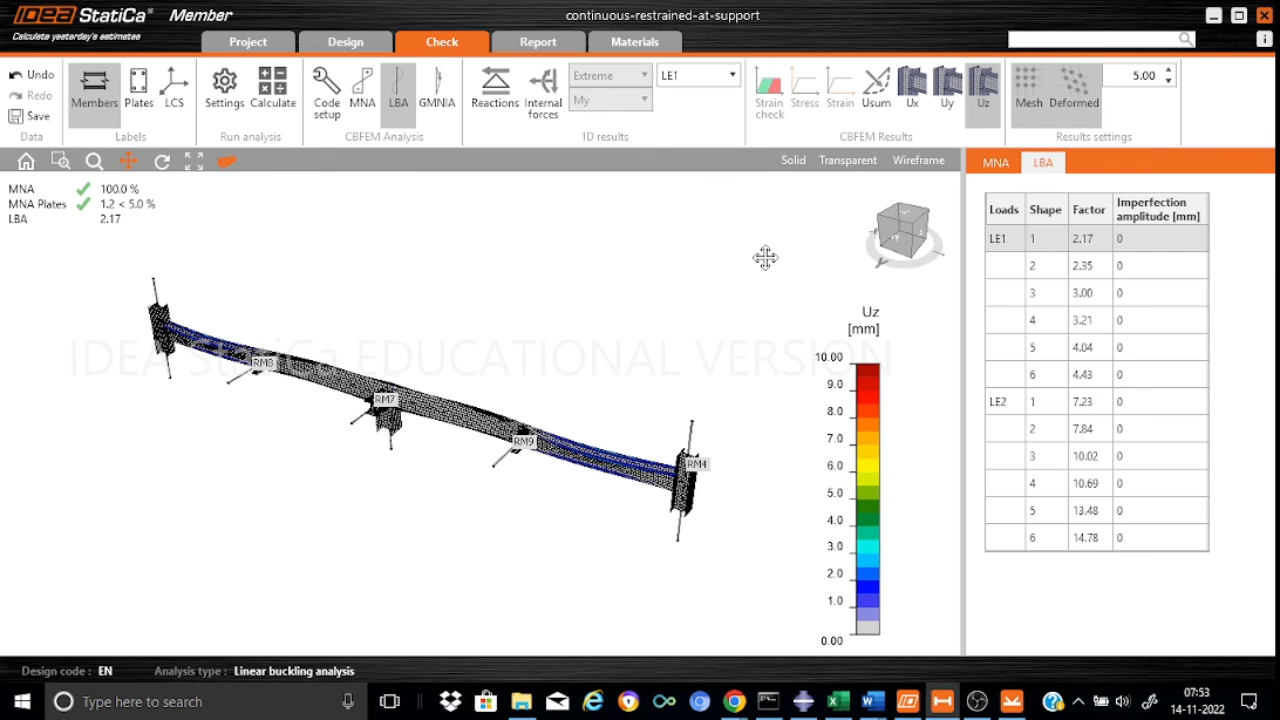 IDEA StatiCa® Member
Calculate yesterday's estimates
continuous-restrained-at-support
Project Design Check Report Materials
Undo
Redo
Save
Data
Members Plates LCS
Labels
Settings Calculate
Run analysis
Code setup MNA LBA GMNIA
CBFEM Analysis
Reactions Internal forces
Extreme LE1
My
1D results
Strain check Stress Strain Usum Ux Uy Uz
CBFEM Results
Mesh Deformed 5.00
Results settings
Solid Transparent Wireframe
MNA LBA
MNA 100.0 %
MNA Plates 1.2 < 5.0 %
LBA 2.17
Loads Shape Factor Imperfection amplitude [mm]
LE1 1 2.17 0
2 2.35 0
3 3.00 0
4 3.21 0
5 4.04 0
6 4.43 0
LE2 1 7.23 0
2 7.84 0
3 10.02 0
4 10.69 0
5 13.48 0
6 14.78 0
IDEA StatiCa EDUCATIONAL VERSION
RM8
RM7
RM9
RM4
Uz
[mm]
10.00
9.0
8.0
7.0
6.0
5.0
4.0
3.0
2.0
1.0
0.00
Design code : EN Analysis type : Linear buckling analysis
Type here to search
07:53
14-11-2022